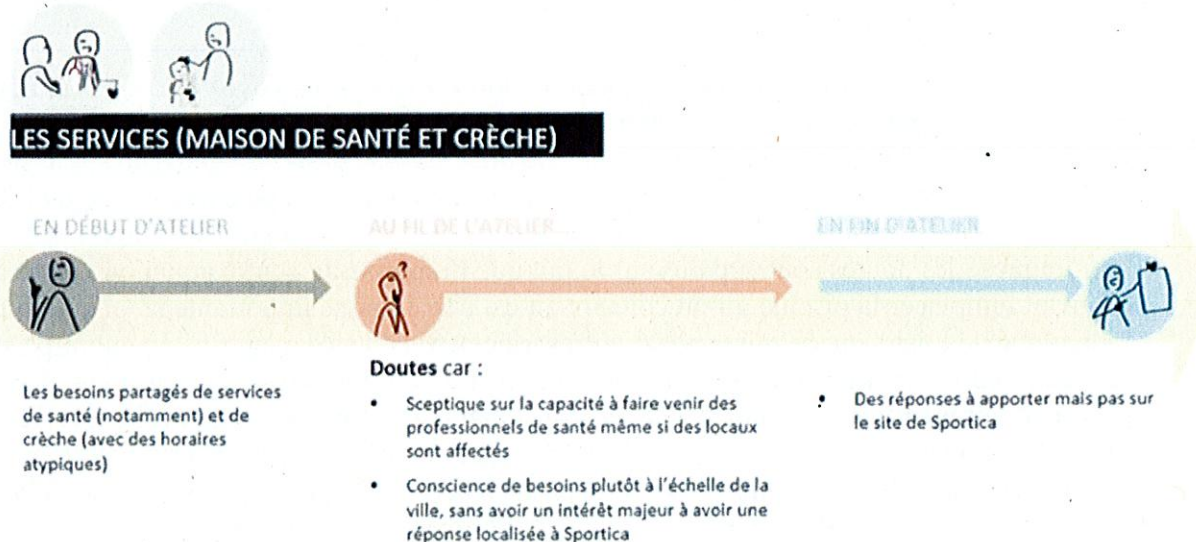 LES SERVICES (MAISON DE SANTÉ ET CRÈCHE)
EN DÉBUT D'ATELIER
AU FIL DE L'ATELIER...
EN FIN D'ATELIER
Les besoins partagés de services
de santé (notamment) et de
crèche (avec des horaires
atypiques)
Doutes car :
• Sceptique sur la capacité à faire venir des
professionnels de santé même si des locaux
sont affectés
• Conscience de besoins plutôt à l'échelle de la
ville, sans avoir un intérêt majeur à avoir une
réponse localisée à Sportica
• Des réponses à apporter mais pas sur
le site de Sportica